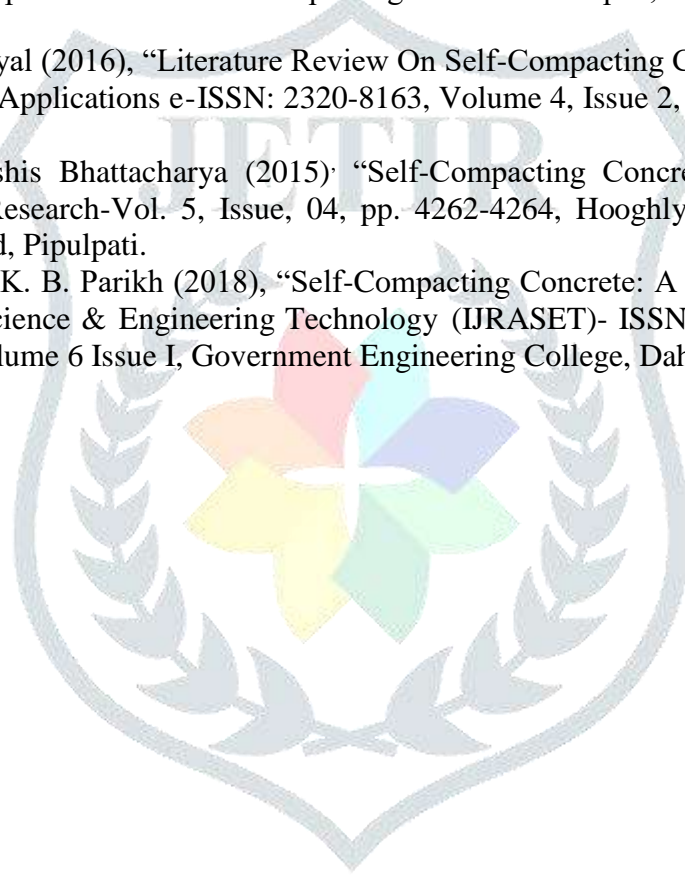 yal (2016), “Literature Review On Self-Compacting C
Applications e-ISSN: 2320-8163, Volume 4, Issue 2,
JETIR
shis Bhattacharya (2015), “Self-Compacting Concre
Research-Vol. 5, Issue, 04, pp. 4262-4264, Hooghly
d, Pipulpati.
K. B. Parikh (2018), “Self-Compacting Concrete: A
cience & Engineering Technology (IJRASET)- ISSN
lume 6 Issue I, Government Engineering College, Dah